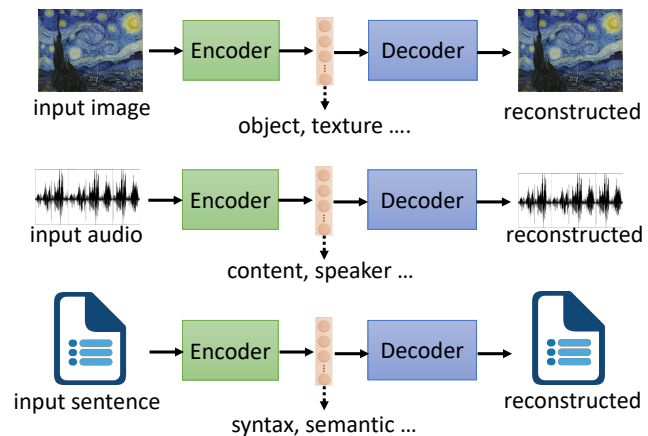 Encoder
Decoder
input image
reconstructed
object, texture ....
Encoder
Decoder
input audio
reconstructed
content, speaker ...
Encoder
Decoder
input sentence
reconstructed
syntax, semantic ...